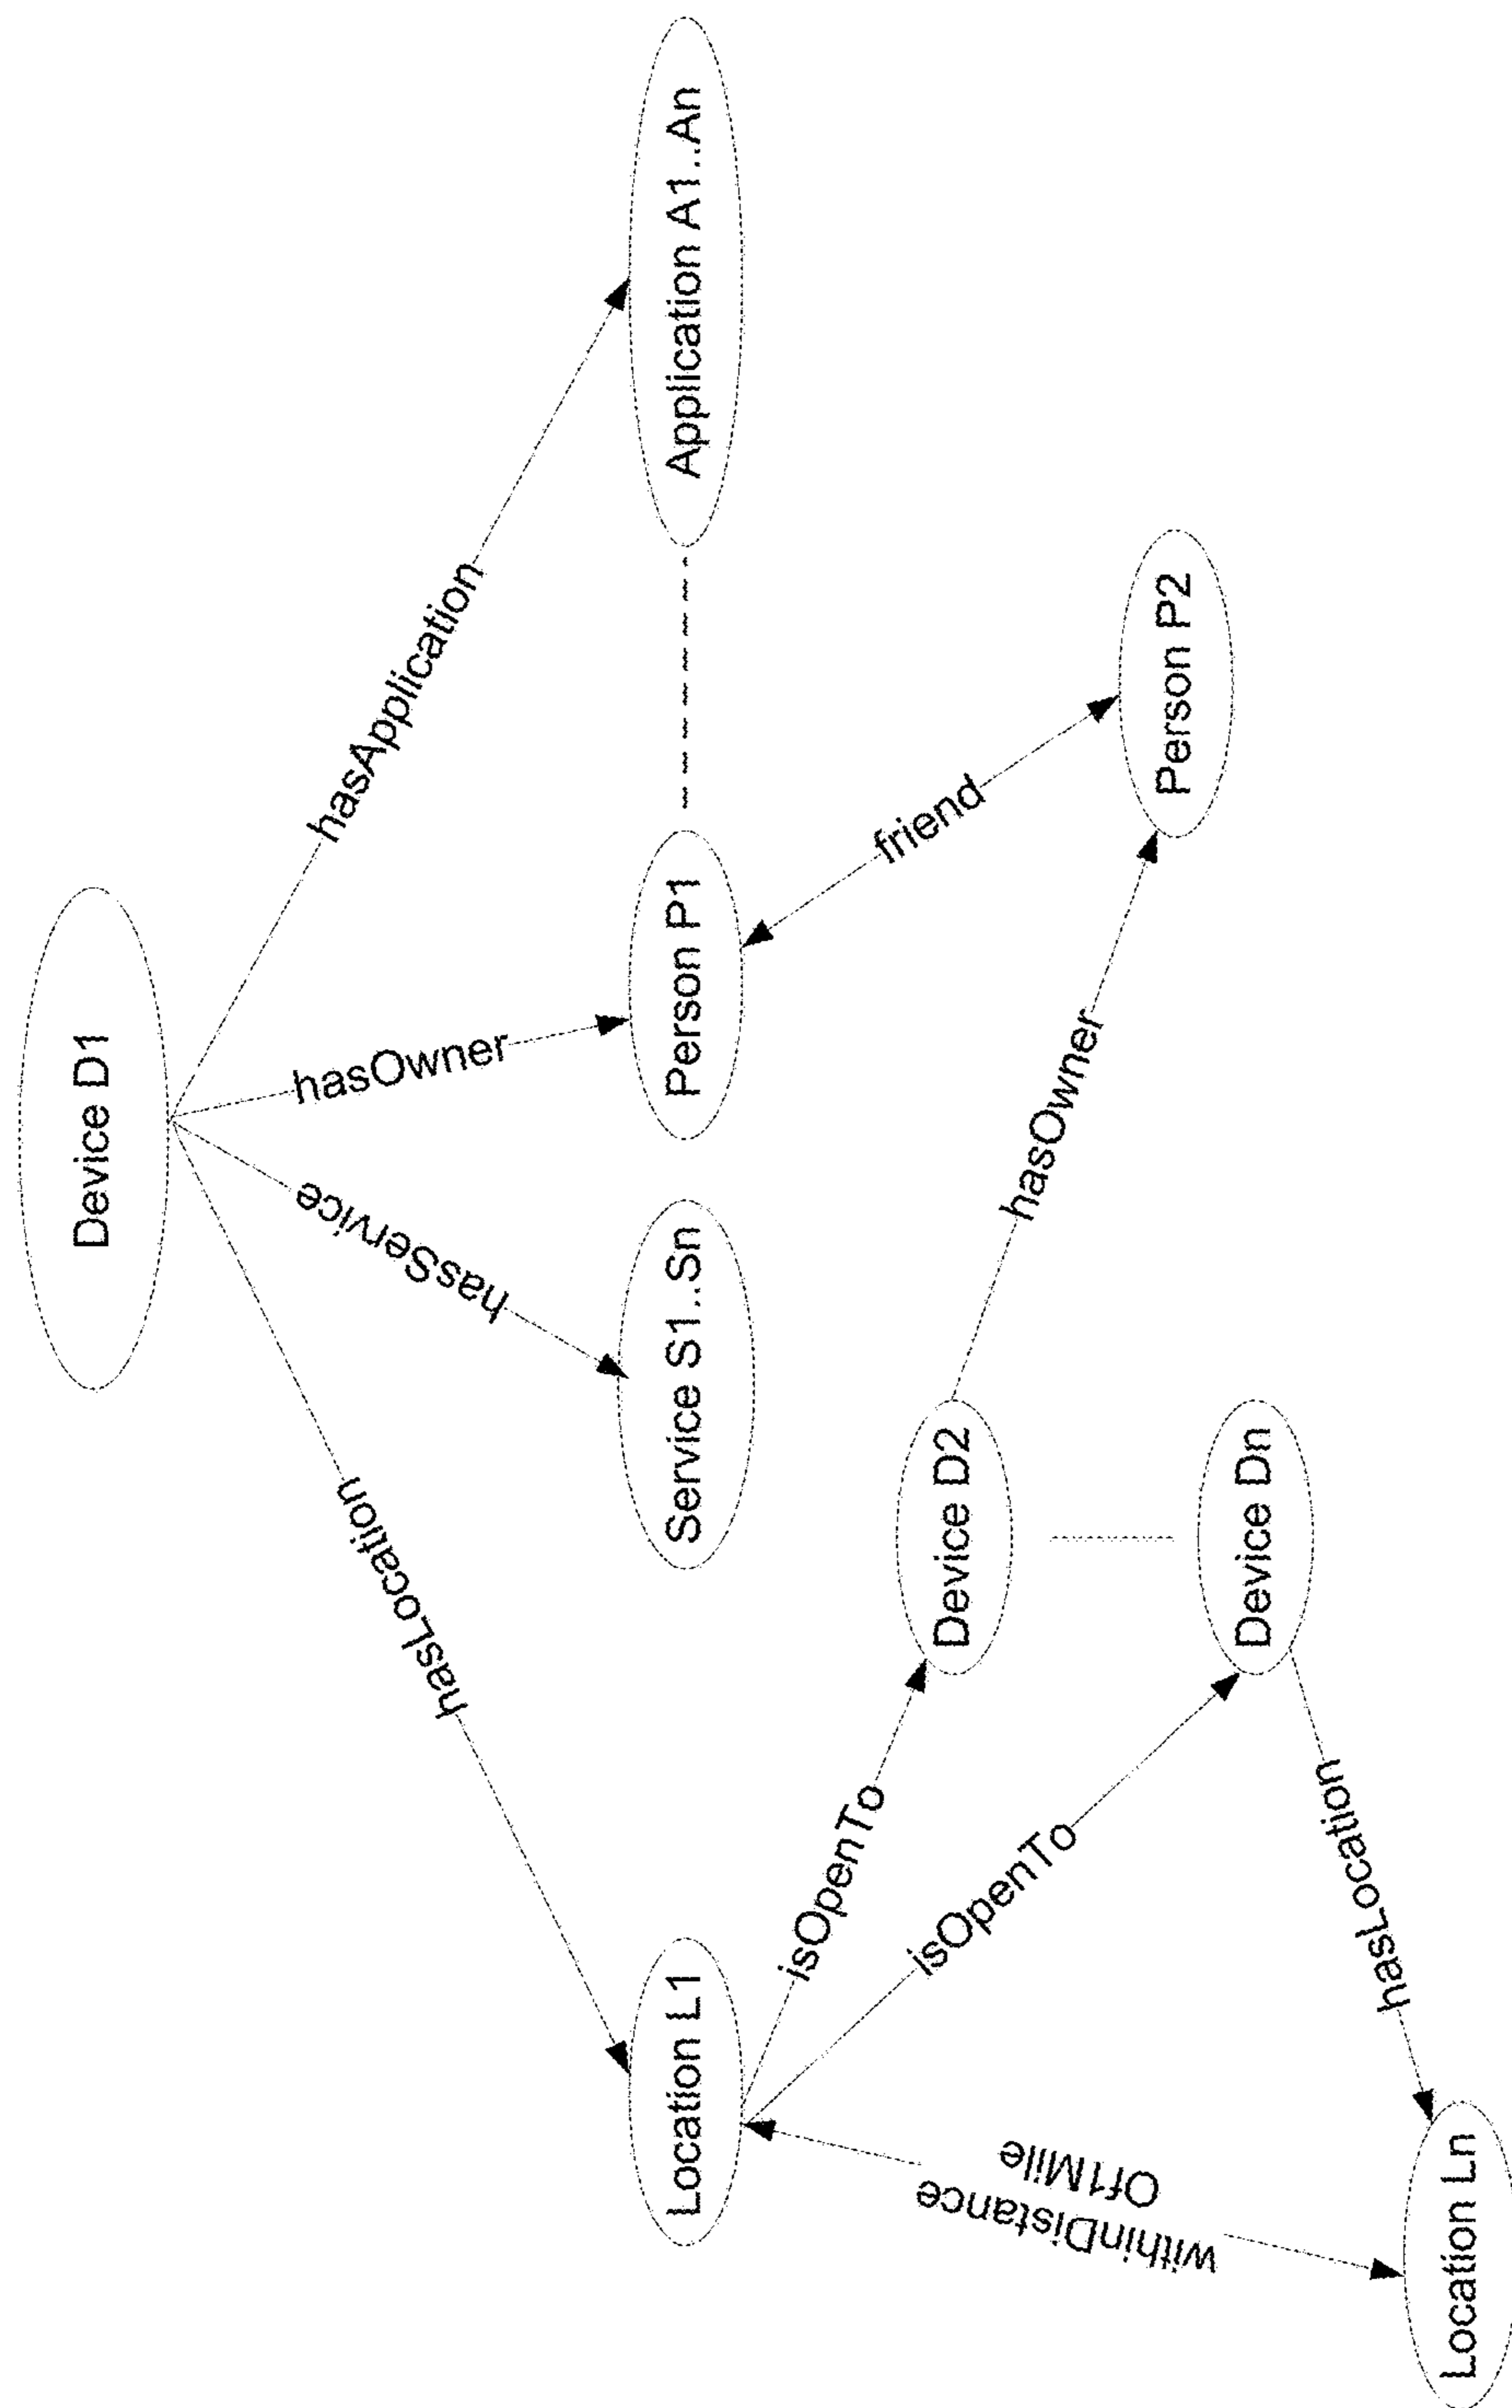 Device D1
hasLocation
hasService
hasOwner
hasApplication
Location L1
Service S1..Sn
Person P1
Application A1..An
isOpenTo
isOpenTo
friend
withinDistance
Of1Mille
Device D2
hasOwner
Person P2
Device Dn
hasLocation
Location Ln